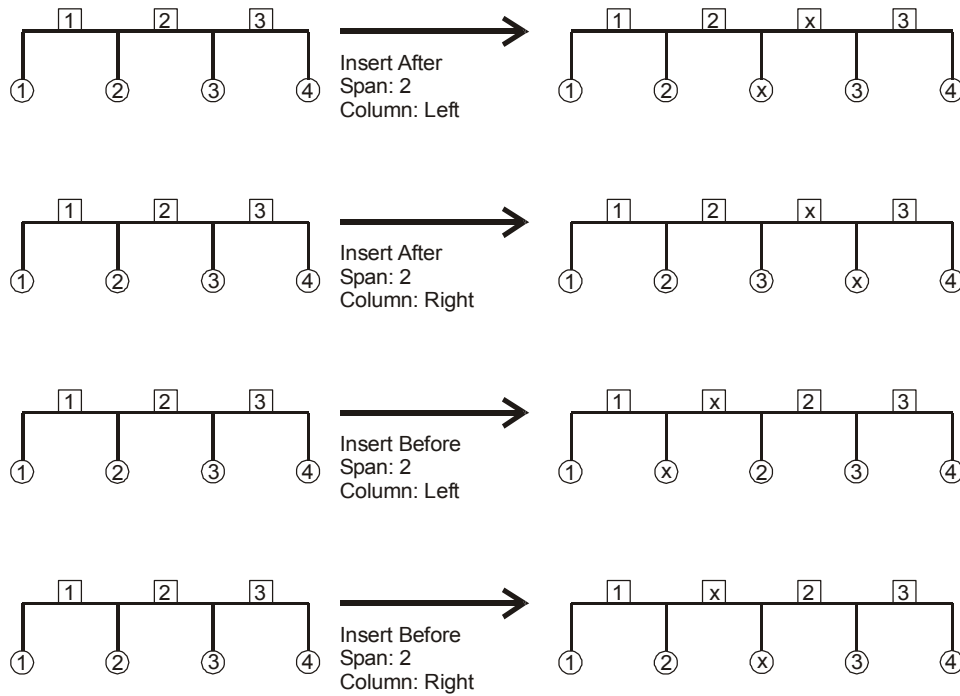 1 2 3 1 2 x 3
Insert After
Span: 2
Column: Left
1 2 3 4 1 2 x 3 4
1 2 3 1 2 x 3
Insert After
Span: 2
Column: Right
1 2 3 4 1 2 3 x 4
1 2 3 1 x 2 3
Insert Before
Span: 2
Column: Left
1 2 3 4 1 x 2 3 4
1 2 3 1 x 2 3
Insert Before
Span: 2
Column: Right
1 2 3 4 1 2 x 3 4